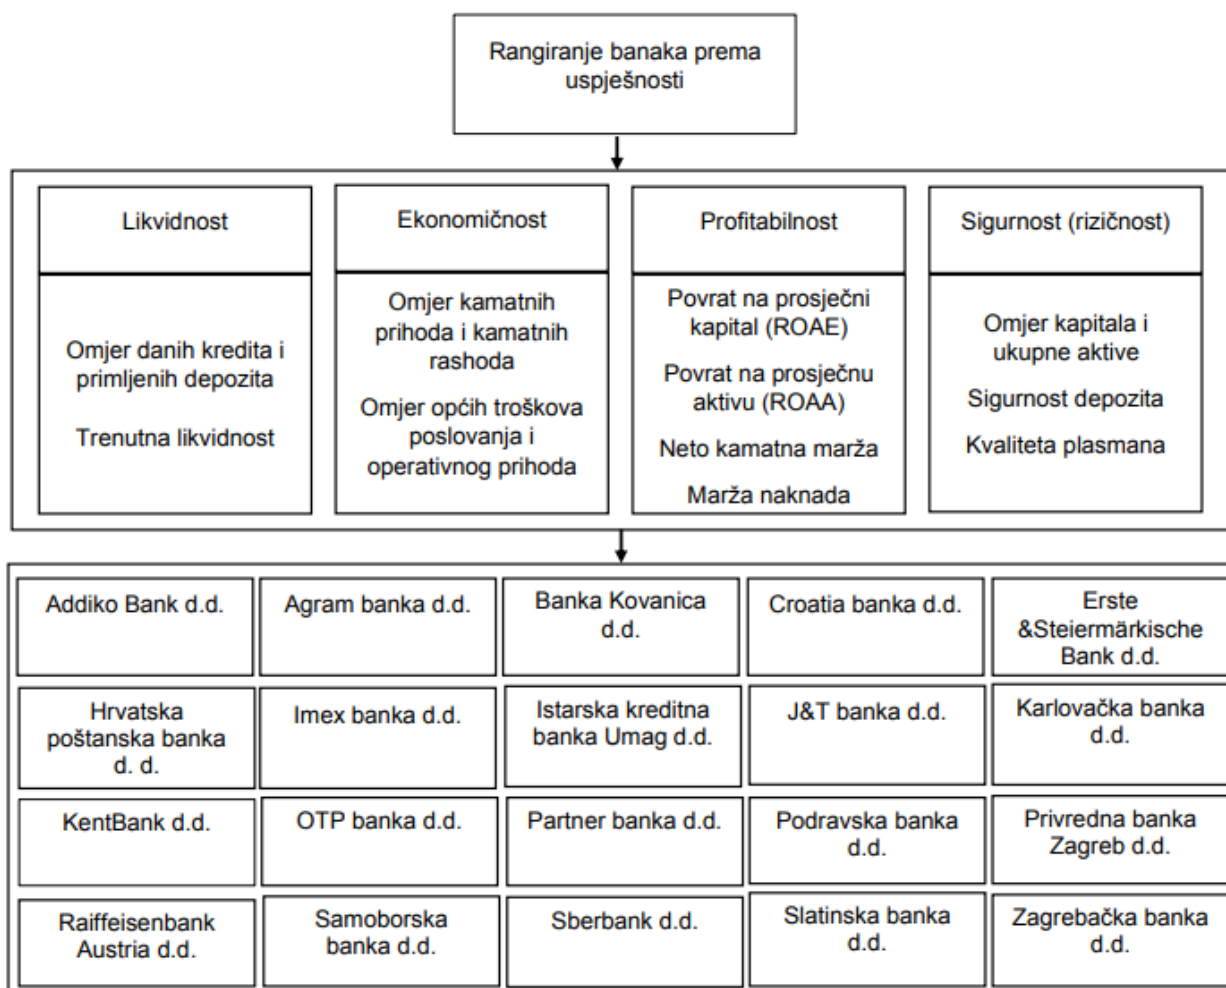 Rangiranje banaka prema
uspješnosti
Likvidnost
Omjer danih kredita i
primljenih depozita
Trenutna likvidnost
Ekonomičnost
Omjer kamatnih
prihoda i kamatnih
rashoda
Omjer općih troškova
poslovanja i
operativnog prihoda
Profitabilnost
Povrat na prosječni
kapital (ROAE)
Povrat na prosječnu
aktivu (ROAA)
Neto kamatna marža
Marža naknada
Sigurnost (rizičnost)
Omjer kapitala i
ukupne aktive
Sigurnost depozita
Kvaliteta plasmana
Addiko Bank d.d.
Agram banka d.d.
Banka Kovanica
d.d.
Croatia banka d.d.
Erste
&Steiermärkische
Bank d.d.
Hrvatska
poštanska banka
d. d.
Imex banka d.d.
Istarska kreditna
banka Umag d.d.
J&T banka d.d.
Karlovačka banka
d.d.
KentBank d.d.
OTP banka d.d.
Partner banka d.d.
Podravska banka
d.d.
Privredna banka
Zagreb d.d.
Raiffeisenbank
Austria d.d.
Samoborska
banka d.d.
Sberbank d.d.
Slatinska banka
d.d.
Zagrebačka banka
d.d.